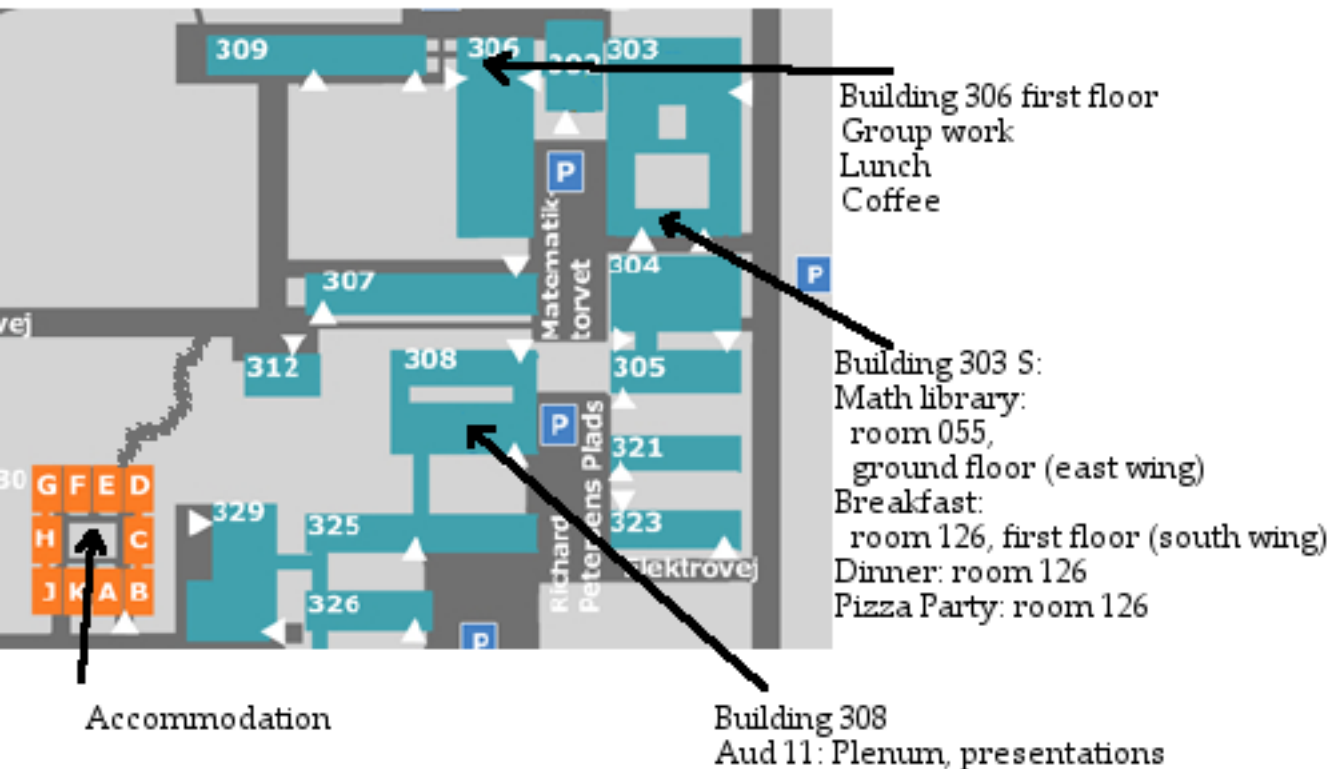 309
306
302
303
Building 306 first floor
Group work
Lunch
Coffee
P
Matematik-
torvet
304
P
307
vej
312
308
305
Building 303 S:
Math library:
room 055,
ground floor (east wing)
Breakfast:
room 126, first floor (south wing)
Dinner: room 126
Pizza Party: room 126
P
Richard
Petersens Plads
321
30
G F E D
H C
J K A B
329
325
323
Elektrovej
326
P
Accommodation
Building 308
Aud 11: Plenum, presentations